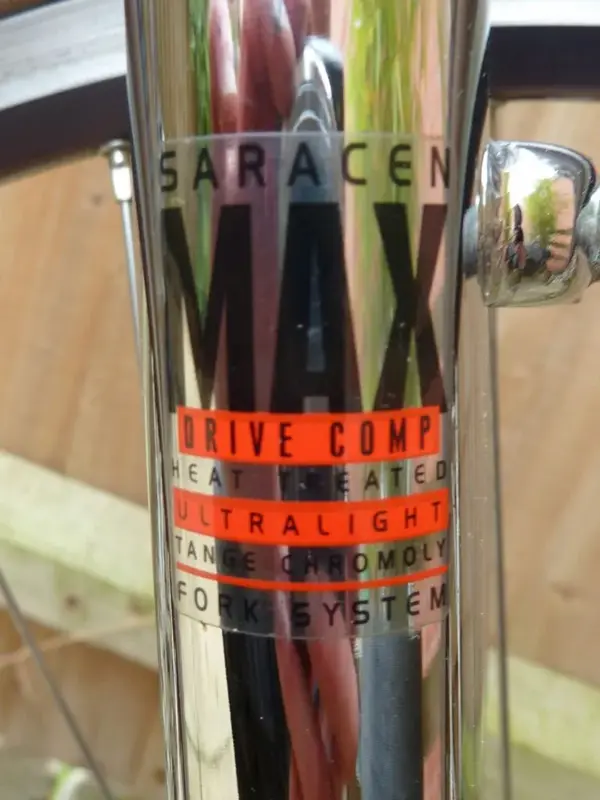 SARACEN
MAX
DRIVE COMP
HEAT TREATED
ULTRALIGHT
TANGE CHROMOLY
FORK SYSTEM